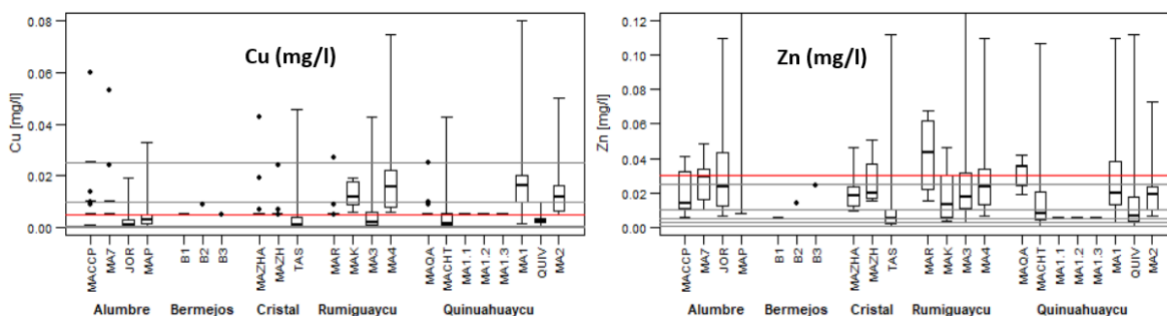 Cu (mg/l)
Cu [mg/l]
0.08
0.06
0.04
0.02
0.00
MACCP
MA7
JOR
MAP
B1
B2
B3
MAZHA
MAZH
TAS
MAR
MAK
MA3
MA4
MAQA
MACHT
MA1.1
MA1.2
MA1.3
MA1
QUIV
MA2
Alumbre Bermejos Cristal Rumiguaycu Quinuahuaycu
Zn (mg/l)
Zn [mg/l]
0.12
0.10
0.08
0.06
0.04
0.02
0.00
MACCP
MA7
JOR
MAP
B1
B2
B3
MAZHA
MAZH
TAS
MAR
MAK
MA3
MA4
MAQA
MACHT
MA1.1
MA1.2
MA1.3
MA1
QUIV
MA2
Alumbre Bermejos Cristal Rumiguaycu Quinuahuaycu